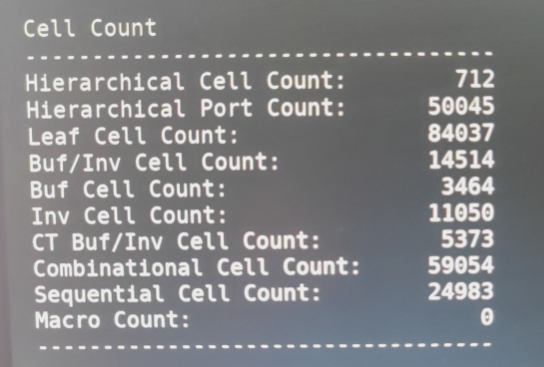 Cell Count
-----------------------------------
Hierarchical Cell Count: 712
Hierarchical Port Count: 50045
Leaf Cell Count: 84037
Buf/Inv Cell Count: 14514
Buf Cell Count: 3464
Inv Cell Count: 11050
CT Buf/Inv Cell Count: 5373
Combinational Cell Count: 59054
Sequential Cell Count: 24983
Macro Count: 0
-----------------------------------